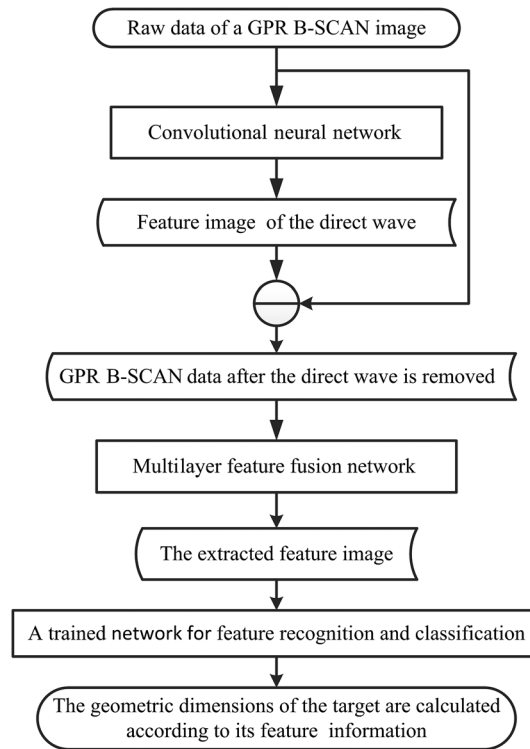 Raw data of a GPR B-SCAN image
Convolutional neural network
Feature image of the direct wave
GPR B-SCAN data after the direct wave is removed
Multilayer feature fusion network
The extracted feature image
A trained network for feature recognition and classification
The geometric dimensions of the target are calculated
according to its feature information